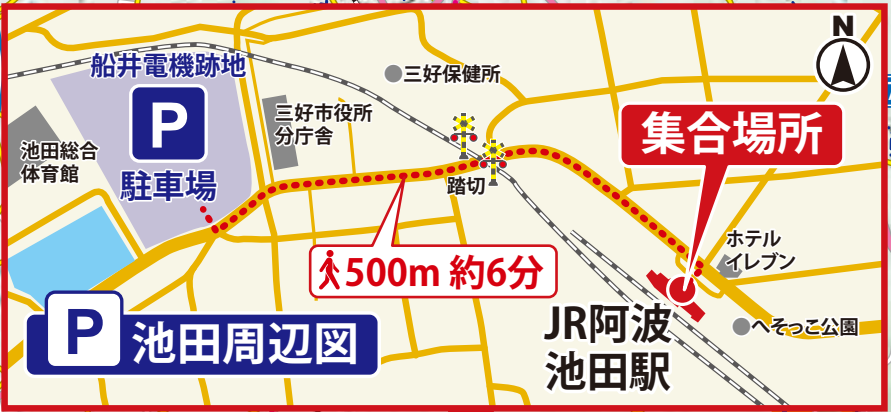 N
船井電機跡地
P
駐車場
池田総合
体育館
三好市役所
分庁舎
三好保健所
踏切
集合場所
ホテル
イレブン
500m 約6分
JR阿波
池田駅
へそっこ公園
P 池田周辺図